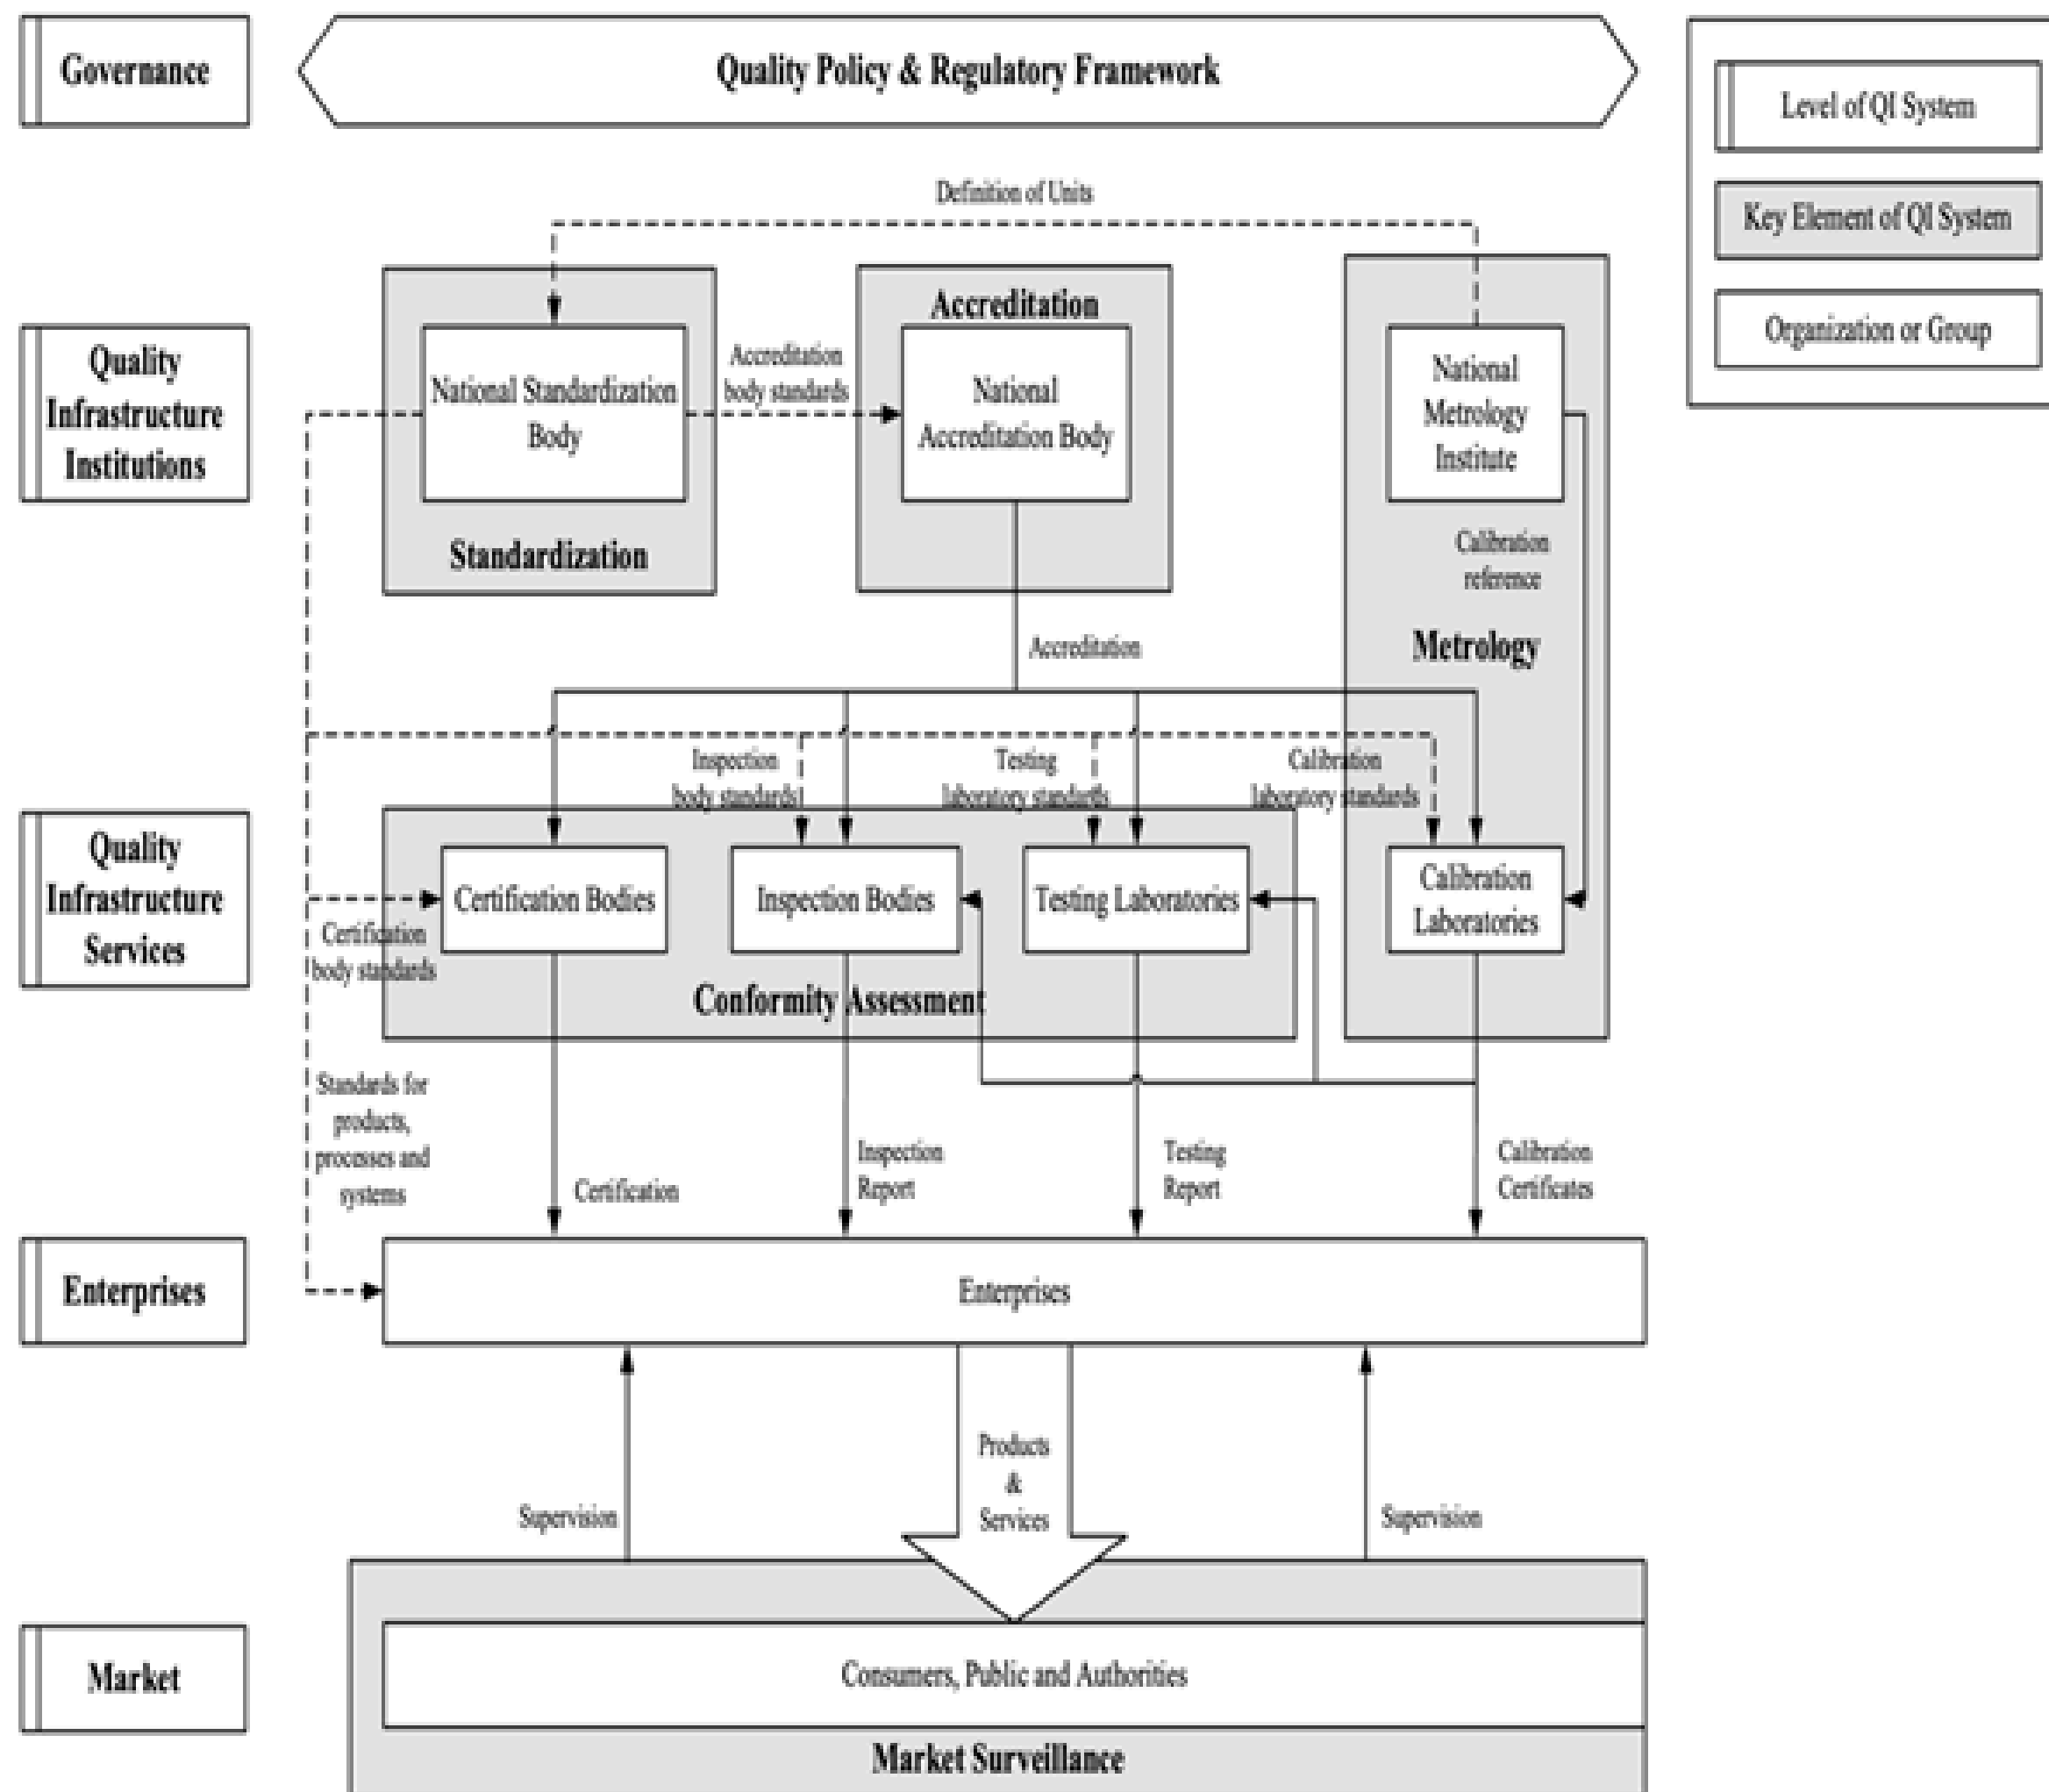 Governance
Quality Policy & Regulatory Framework
Level of QI System
Key Element of QI System
Organization or Group
Definition of Units
Quality
Infrastructure
Institutions
National Standardization
Body
Standardization
Accreditation
body standards
Accreditation
National
Accreditation Body
National
Metrology
Institute
Calibration
reference
Metrology
Accreditation
Inspection
body standards
Testing
laboratory standards
Calibration
laboratory standards
Quality
Infrastructure
Services
Certification Bodies
Inspection Bodies
Testing Laboratories
Calibration
Laboratories
Certification
body standards
Conformity Assessment
Standards for
products,
processes and
systems
Certification
Inspection
Report
Testing
Report
Calibration
Certificates
Enterprises
Enterprises
Supervision
Products
&
Services
Supervision
Market
Consumers, Public and Authorities
Market Surveillance